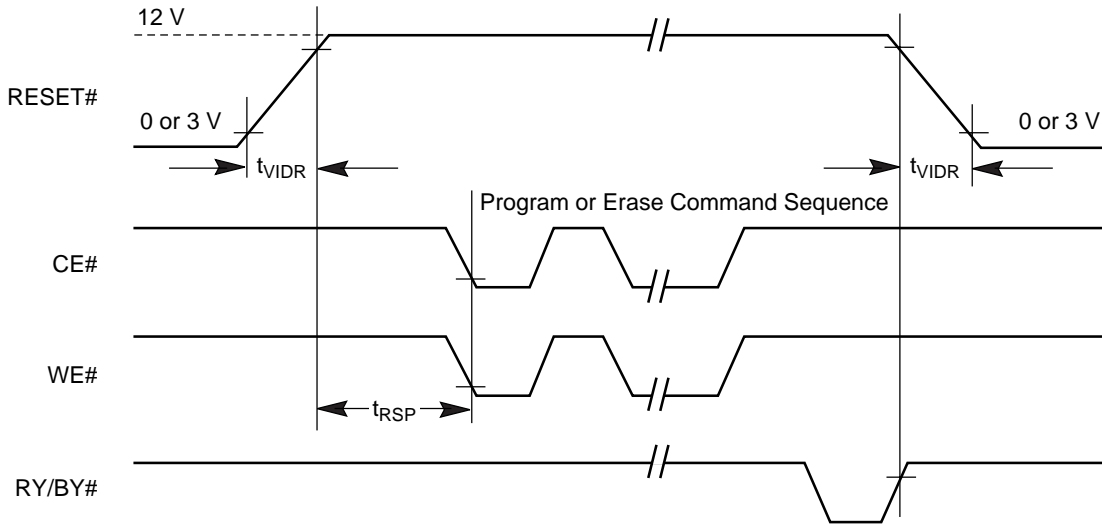 12 V
RESET#
0 or 3 V
0 or 3 V
tVIDR
tVIDR
Program or Erase Command Sequence
CE#
WE#
tRSP
RY/BY#